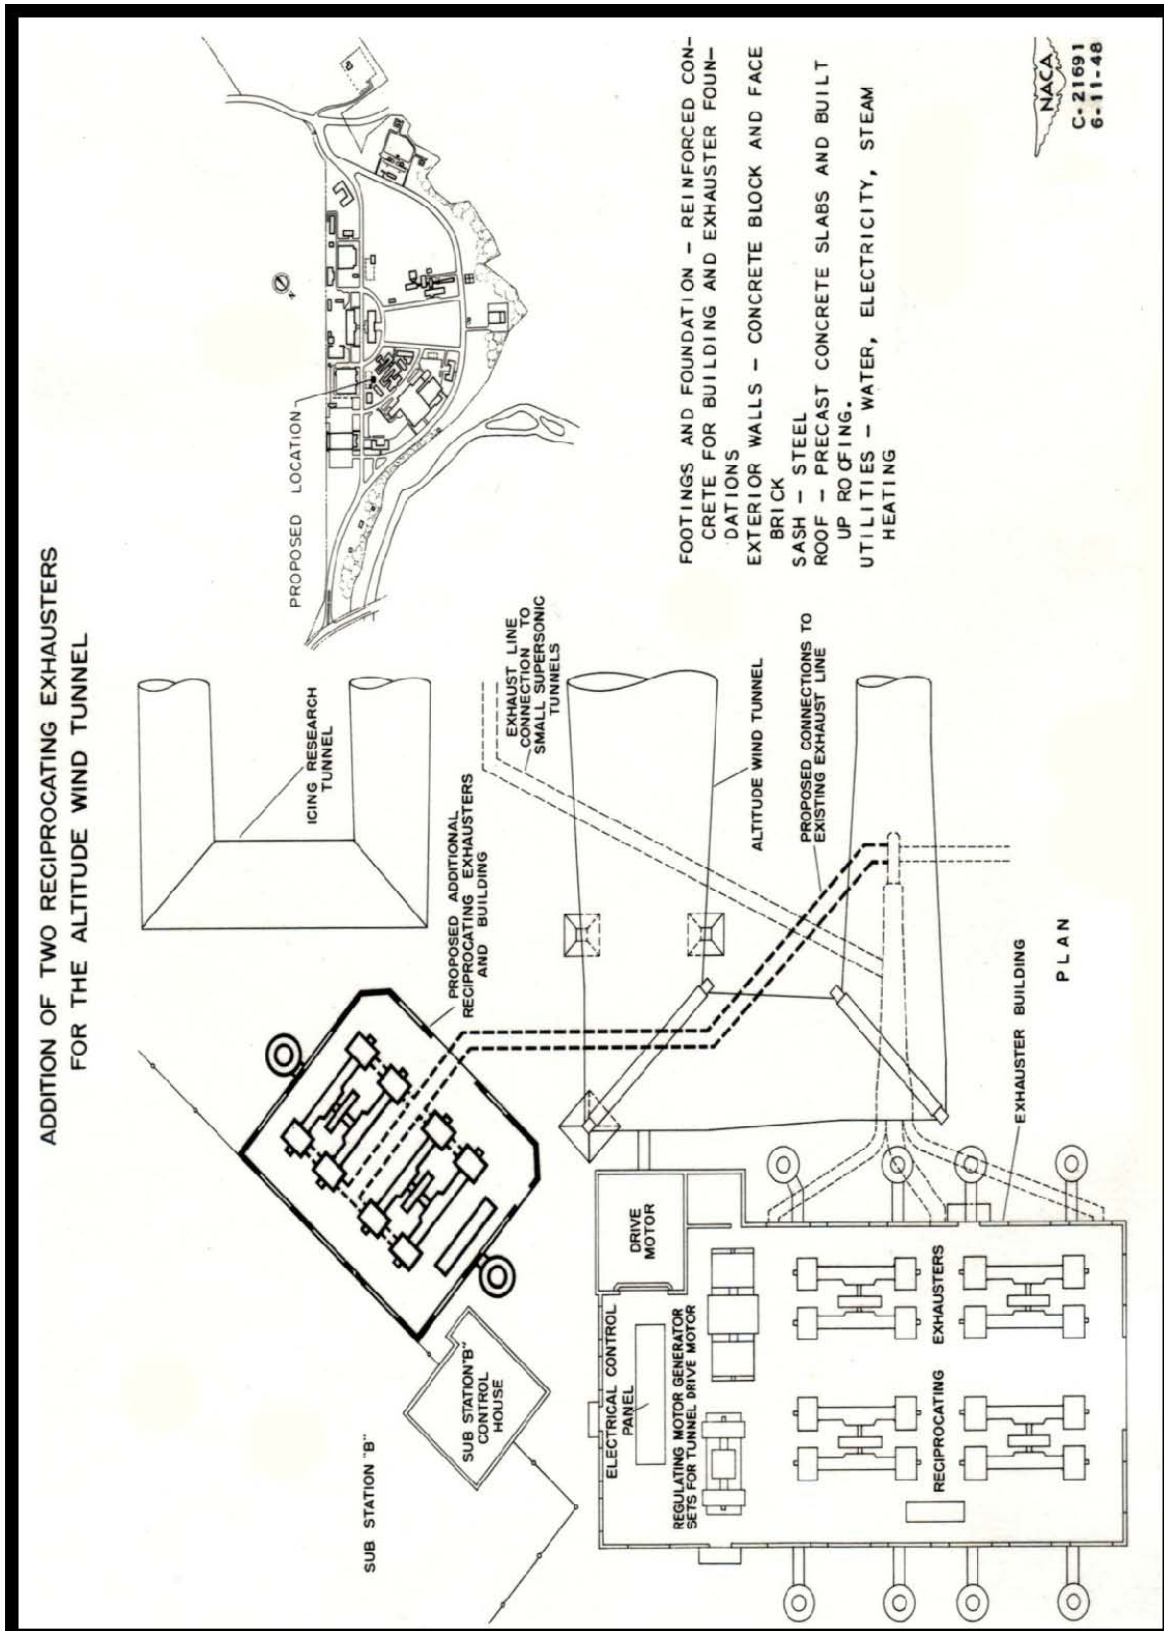 ADDITION OF TWO RECIPROCATING EXHAUSTERS
FOR THE ALTITUDE WIND TUNNEL
SUB STATION "B"
SUB STATION "B"
CONTROL
HOUSE
PROPOSED ADDITIONAL
RECIPROCATING EXHAUSTERS
AND BUILDING
ICING RESEARCH
TUNNEL
PROPOSED LOCATION
N
EXHAUST LINE
CONNECTION TO
SMALL SUPERSONIC
TUNNELS
ELECTRICAL CONTROL
PANEL
DRIVE
MOTOR
REGULATING MOTOR GENERATOR
SETS FOR TUNNEL DRIVE MOTOR
ALTITUDE WIND TUNNEL
PROPOSED CONNECTIONS TO
EXISTING EXHAUST LINE
RECIPROCATING EXHAUSTERS
EXHAUSTER BUILDING
PLAN
FOOTINGS AND FOUNDATION - REINFORCED CON-
CRETE FOR BUILDING AND EXHAUSTER FOUN-
DATIONS
EXTERIOR WALLS - CONCRETE BLOCK AND FACE
BRICK
SASH - STEEL
ROOF - PRECAST CONCRETE SLABS AND BUILT
UP ROOFING.
UTILITIES - WATER, ELECTRICITY, STEAM
HEATING
NACA
C-21691
6-11-48